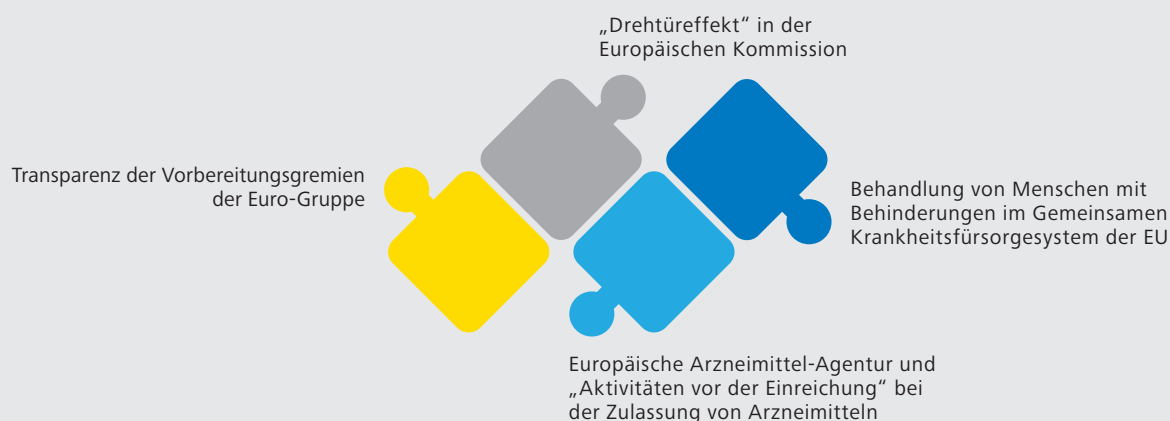 „Drehtüreffekt“ in der
Europäischen Kommission
Transparenz der Vorbereitungsgremien
der Euro-Gruppe
Behandlung von Menschen mit
Behinderungen im Gemeinsamen
Krankheitsfürsorgesystem der EU
Europäische Arzneimittel-Agentur und
„Aktivitäten vor der Einreichung“ bei
der Zulassung von Arzneimitteln